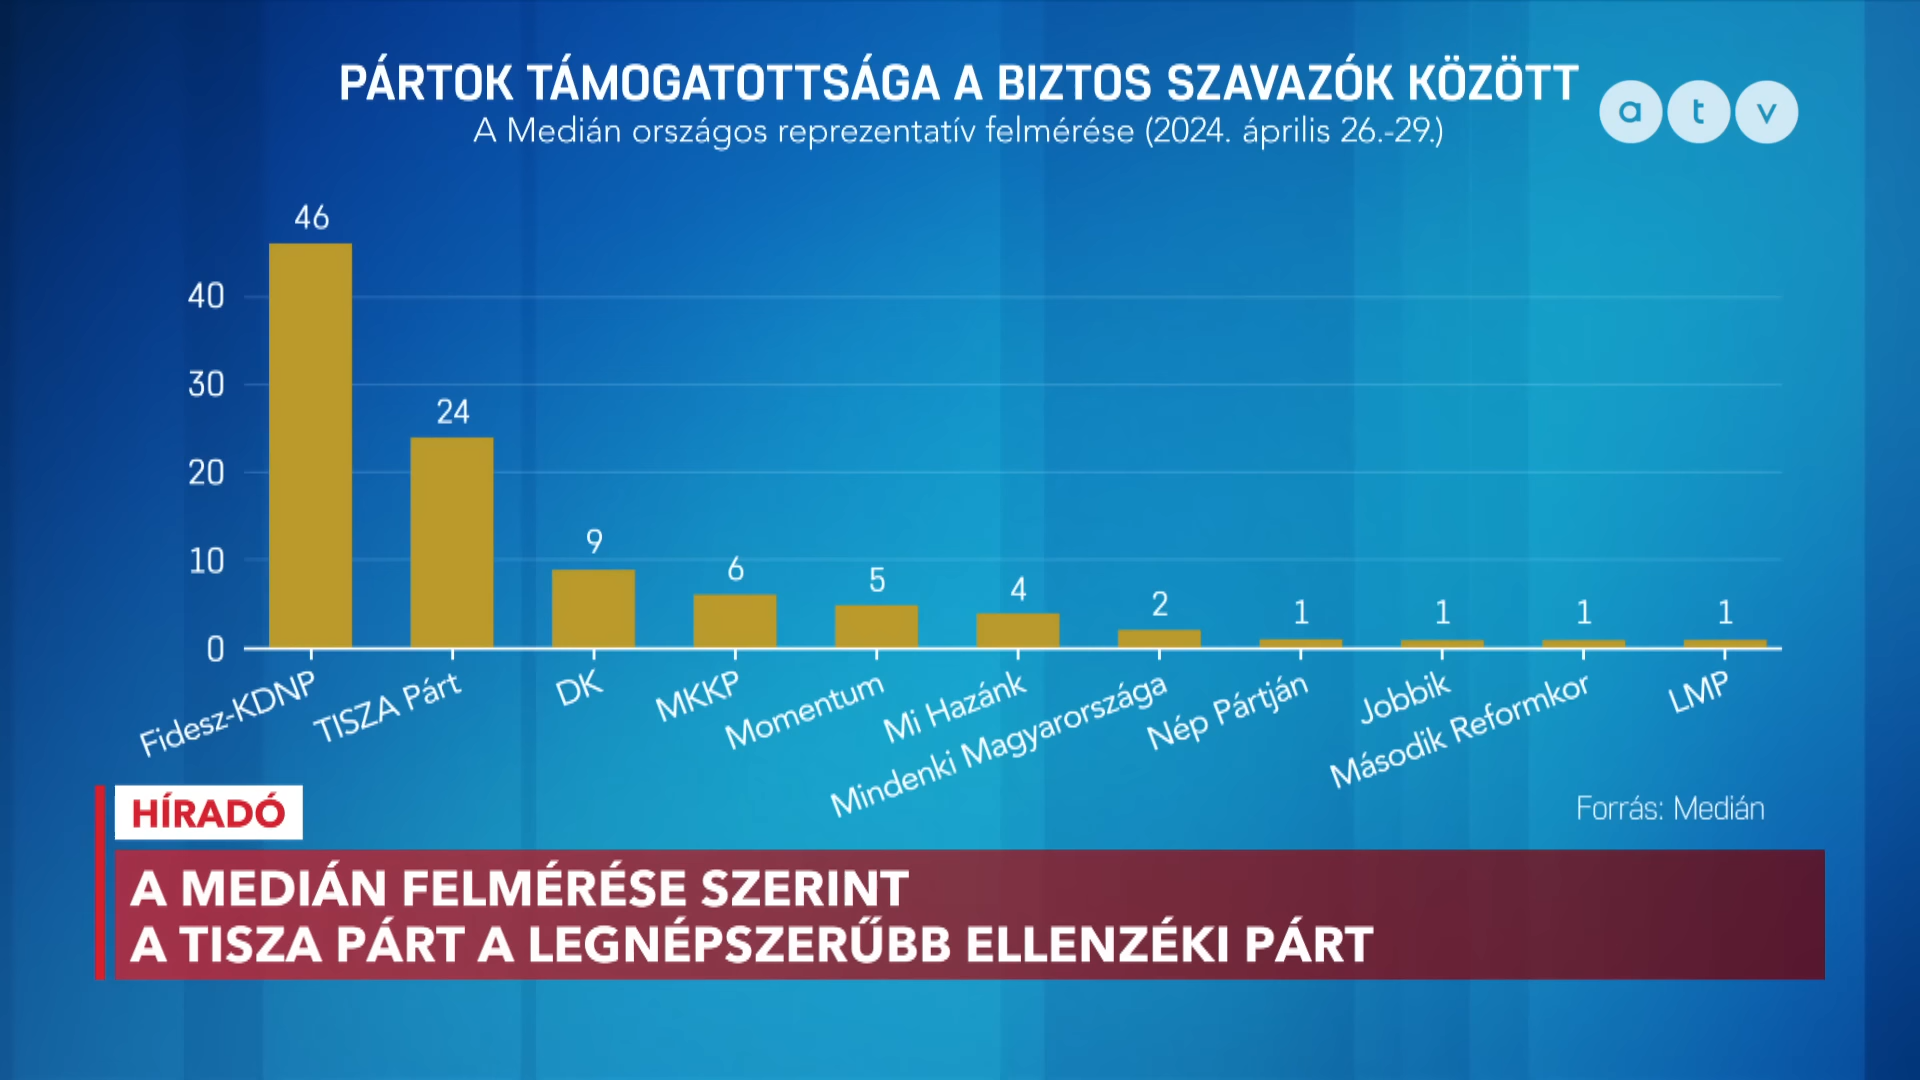 PÁRTOK TÁMOGATOTTSÁGA A BIZTOS SZAVAZÓK KÖZÖTT
A Medián országos reprezentatív felmérése (2024. április 26.-29.)
a t v
46
40
30
24
20
9
10
6
5
4
2
1
1
1
1
0
Fidesz-KDNP
TISZA Párt
DK
MKKP
Momentum
Mi Hazánk
Mindenki Magyarországa
Nép Pártján
Jobbik
Második Reformkor
LMP
Forrás: Medián
HÍRADÓ
A MEDIÁN FELMÉRÉSE SZERINT
A TISZA PÁRT A LEGNÉPSZERŰBB ELLENZÉKI PÁRT